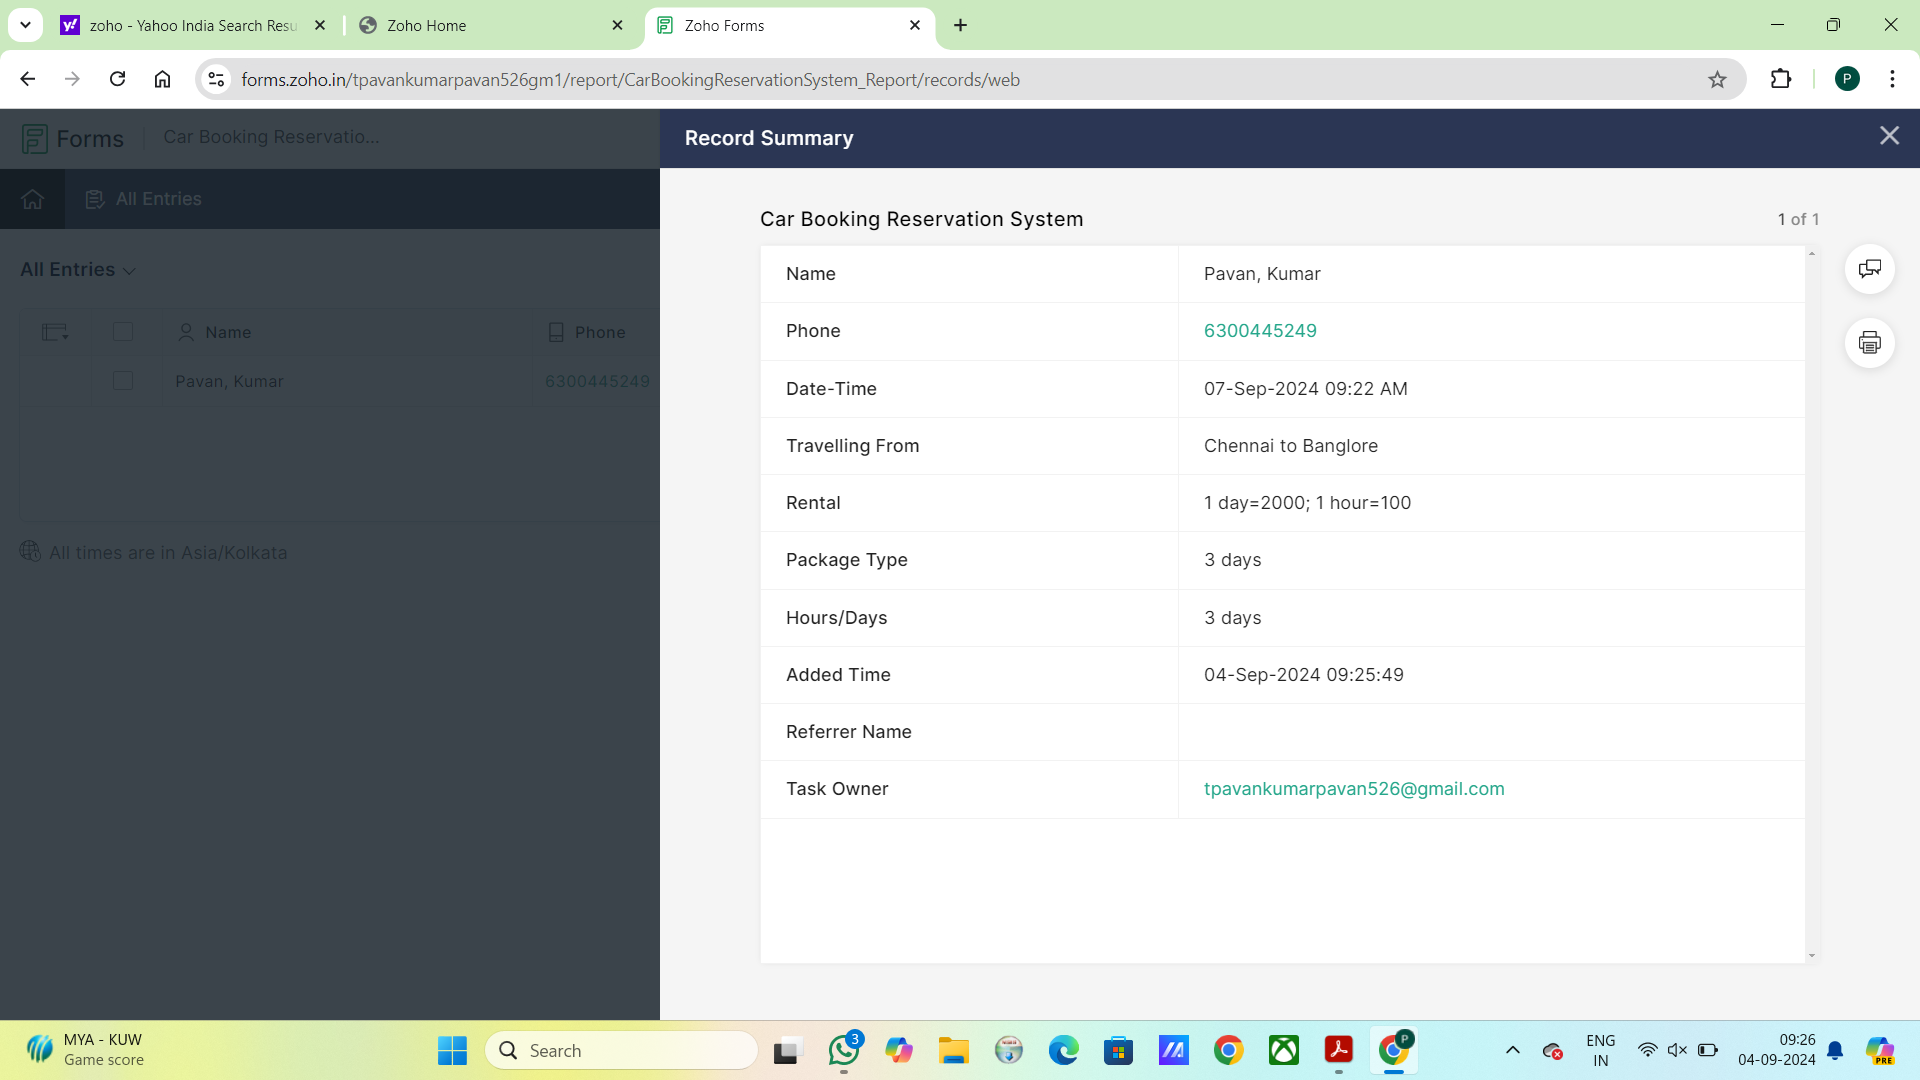 zoho - Yahoo India Search Resu
Zoho Home
Zoho Forms
forms.zoho.in/tpavankumarpavan526gm1/report/CarBookingReservationSystem_Report/records/web
P
Forms
Car Booking Reservatio...
Record Summary
All Entries
Car Booking Reservation System
1 of 1
All Entries
Name
Phone
Pavan, Kumar
6300445249
All times are in Asia/Kolkata
Name Pavan, Kumar
Phone 6300445249
Date-Time 07-Sep-2024 09:22 AM
Travelling From Chennai to Banglore
Rental 1 day=2000; 1 hour=100
Package Type 3 days
Hours/Days 3 days
Added Time 04-Sep-2024 09:25:49
Referrer Name
Task Owner tpavankumarpavan526@gmail.com
MYA - KUW
Game score
Search
3
P
ENG
IN
09:26
04-09-2024
PRE